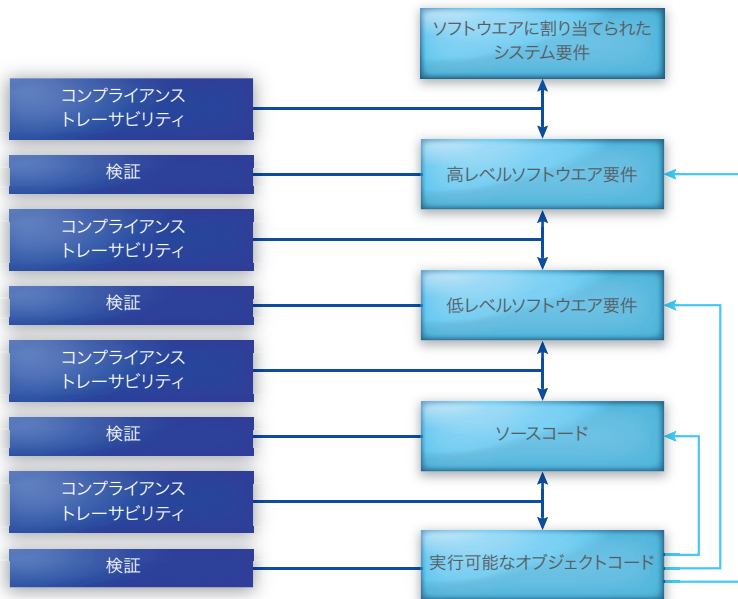 ソフトウエアに割り当てられた
システム要件
コンプライアンス
トレーサビリティ
検証
高レベルソフトウエア要件
コンプライアンス
トレーサビリティ
検証
低レベルソフトウエア要件
コンプライアンス
トレーサビリティ
検証
ソースコード
コンプライアンス
トレーサビリティ
検証
実行可能なオブジェクトコード